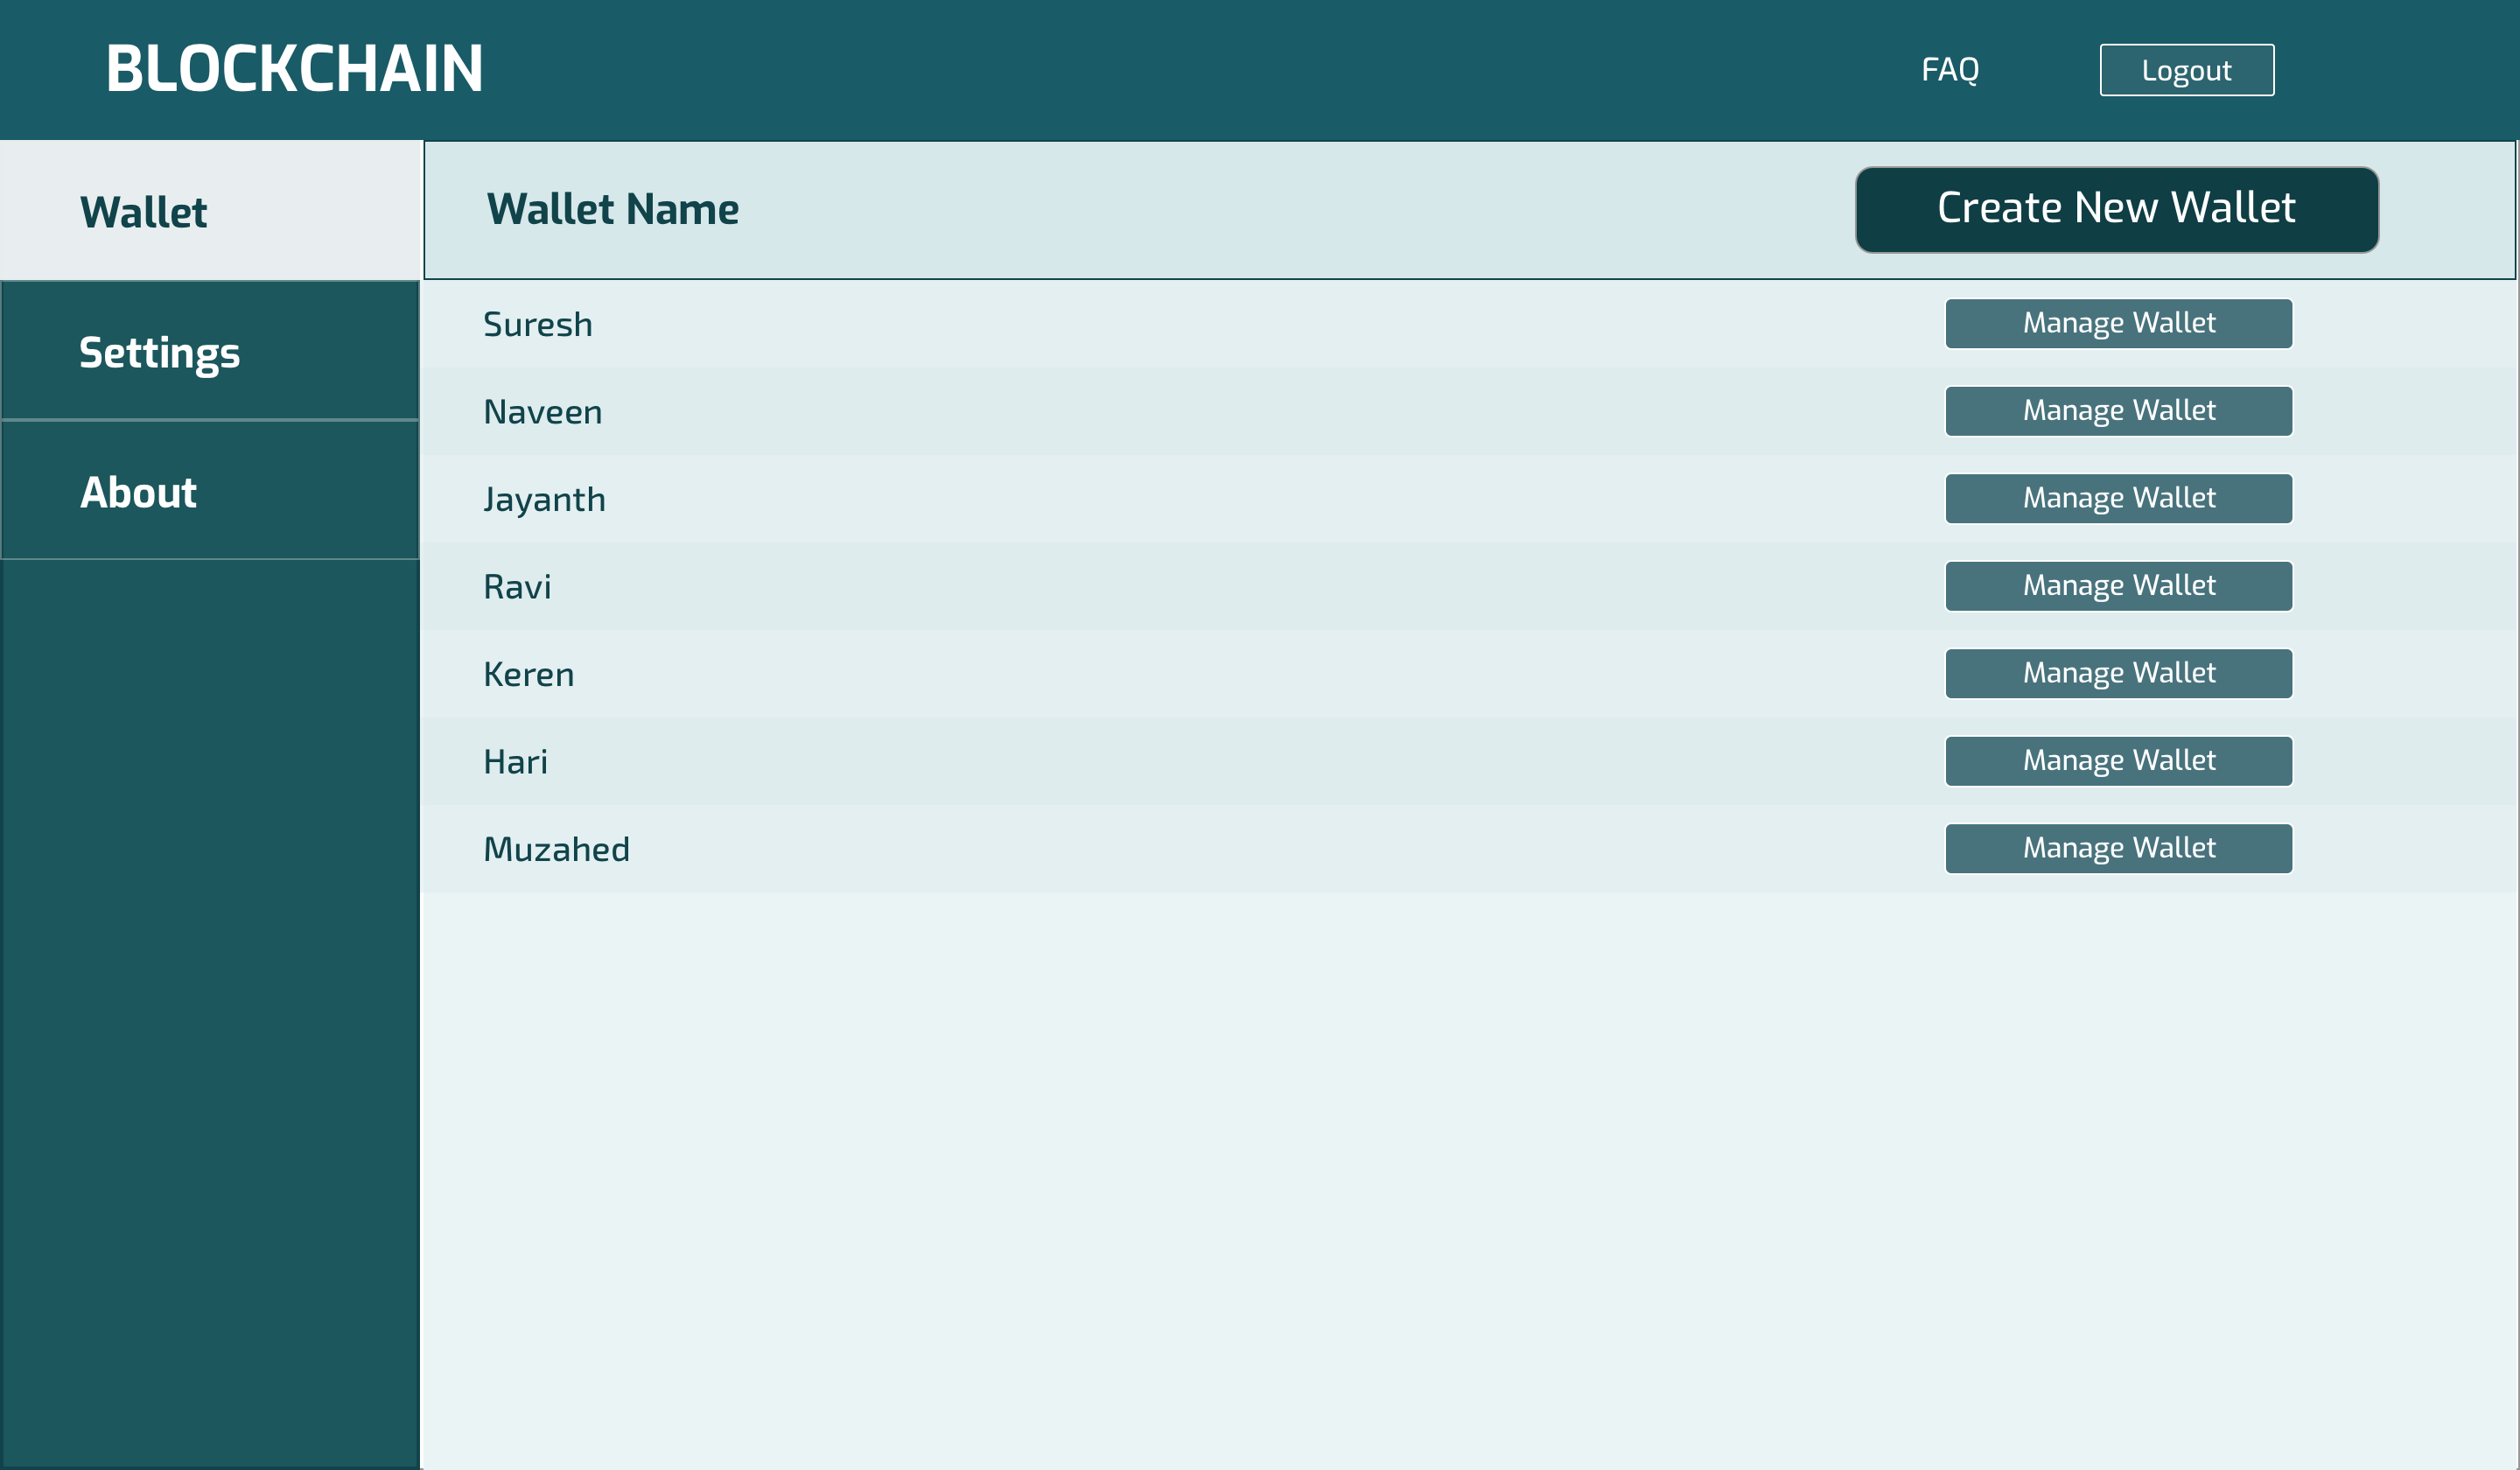 BLOCKCHAIN
FAQ
Logout
Wallet
Settings
About
Wallet Name
Create New Wallet
Suresh
Manage Wallet
Naveen
Manage Wallet
Jayanth
Manage Wallet
Ravi
Manage Wallet
Keren
Manage Wallet
Hari
Manage Wallet
Muzahed
Manage Wallet